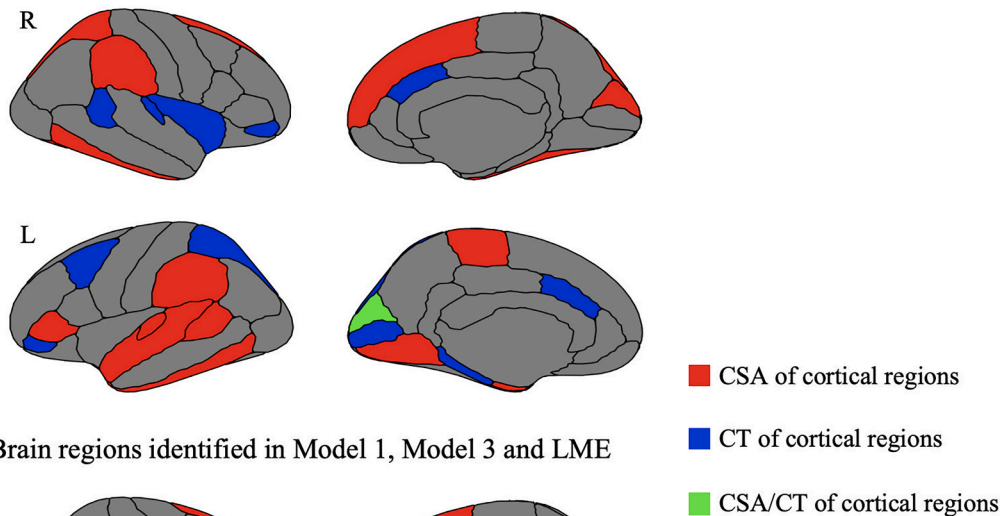 R
L
CSA of cortical regions
CT of cortical regions
Brain regions identified in Model 1, Model 3 and LME
CSA/CT of cortical regions